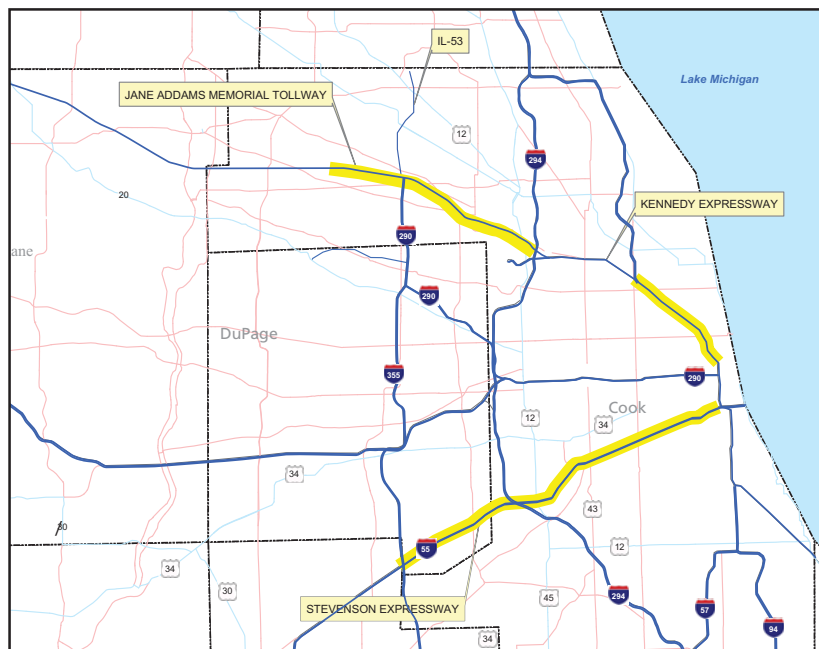 IL-53
Lake Michigan
JANE ADDAMS MEMORIAL TOLLWAY
12
294
20
KENNEDY EXPRESSWAY
290
ane
290
DuPage
355
290
Cook
12
34
34
43
30
55
12
34
30
45
294
STEVENSON EXPRESSWAY
57
94
34